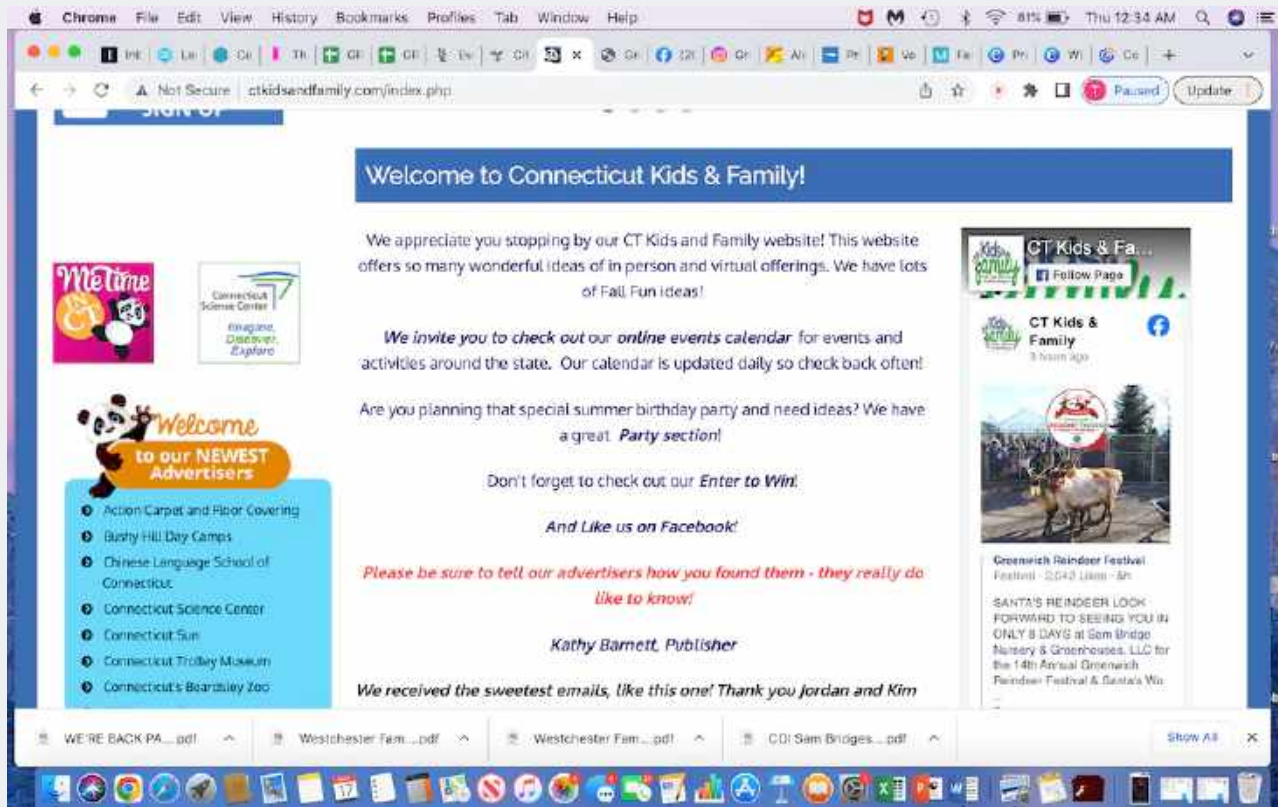 Chrome File Edit View History Bookmarks Profiles Tab Window Help
81% Thu 12:34 AM
Not Secure ctkidsandfamily.com/index.php
Paused
Update
SIGN UP
Welcome to Connecticut Kids & Family!
We appreciate you stopping by our CT Kids and Family website! This website
offers so many wonderful ideas of in person and virtual offerings. We have lots
of Fall Fun ideas!
We invite you to check out our online events calendar for events and
activities around the state. Our calendar is updated daily so check back often!
Are you planning that special summer birthday party and need ideas? We have
a great Party section!
Don't forget to check out our Enter to Win!
And Like us on Facebook!
Please be sure to tell our advertisers how you found them - they really do
like to know!
Kathy Barnett, Publisher
We received the sweetest emails, like this one! Thank you Jordan and Kim
MeTime
IN CT
Connecticut
Science Center
Imagine,
Discover,
Explore
Welcome
to our NEWEST
Advertisers
Action Carpet and Floor Covering
Bushy Hill Day Camps
Chinese Language School of
Connecticut
Connecticut Science Center
Connecticut Sun
Connecticut Trolley Museum
Connecticut's Beardsley Zoo
Kids
family
CT Kids & Fa...
Follow Page
CT Kids &
Family
Greenwich Reindeer Festival
SANTA'S REINDEER LOOK
FORWARD TO SEEING YOU IN
ONLY 8 DAYS at Sam Bridge
Nursery & Greenhouses, LLC for
the 14th Annual Greenwich
Reindeer Festival & Santa's Wo
...
WE'RE BACK PA....pdf
Westchester Fam....pdf
Westchester Fam....pdf
CDI Sam Bridges....pdf
Show All